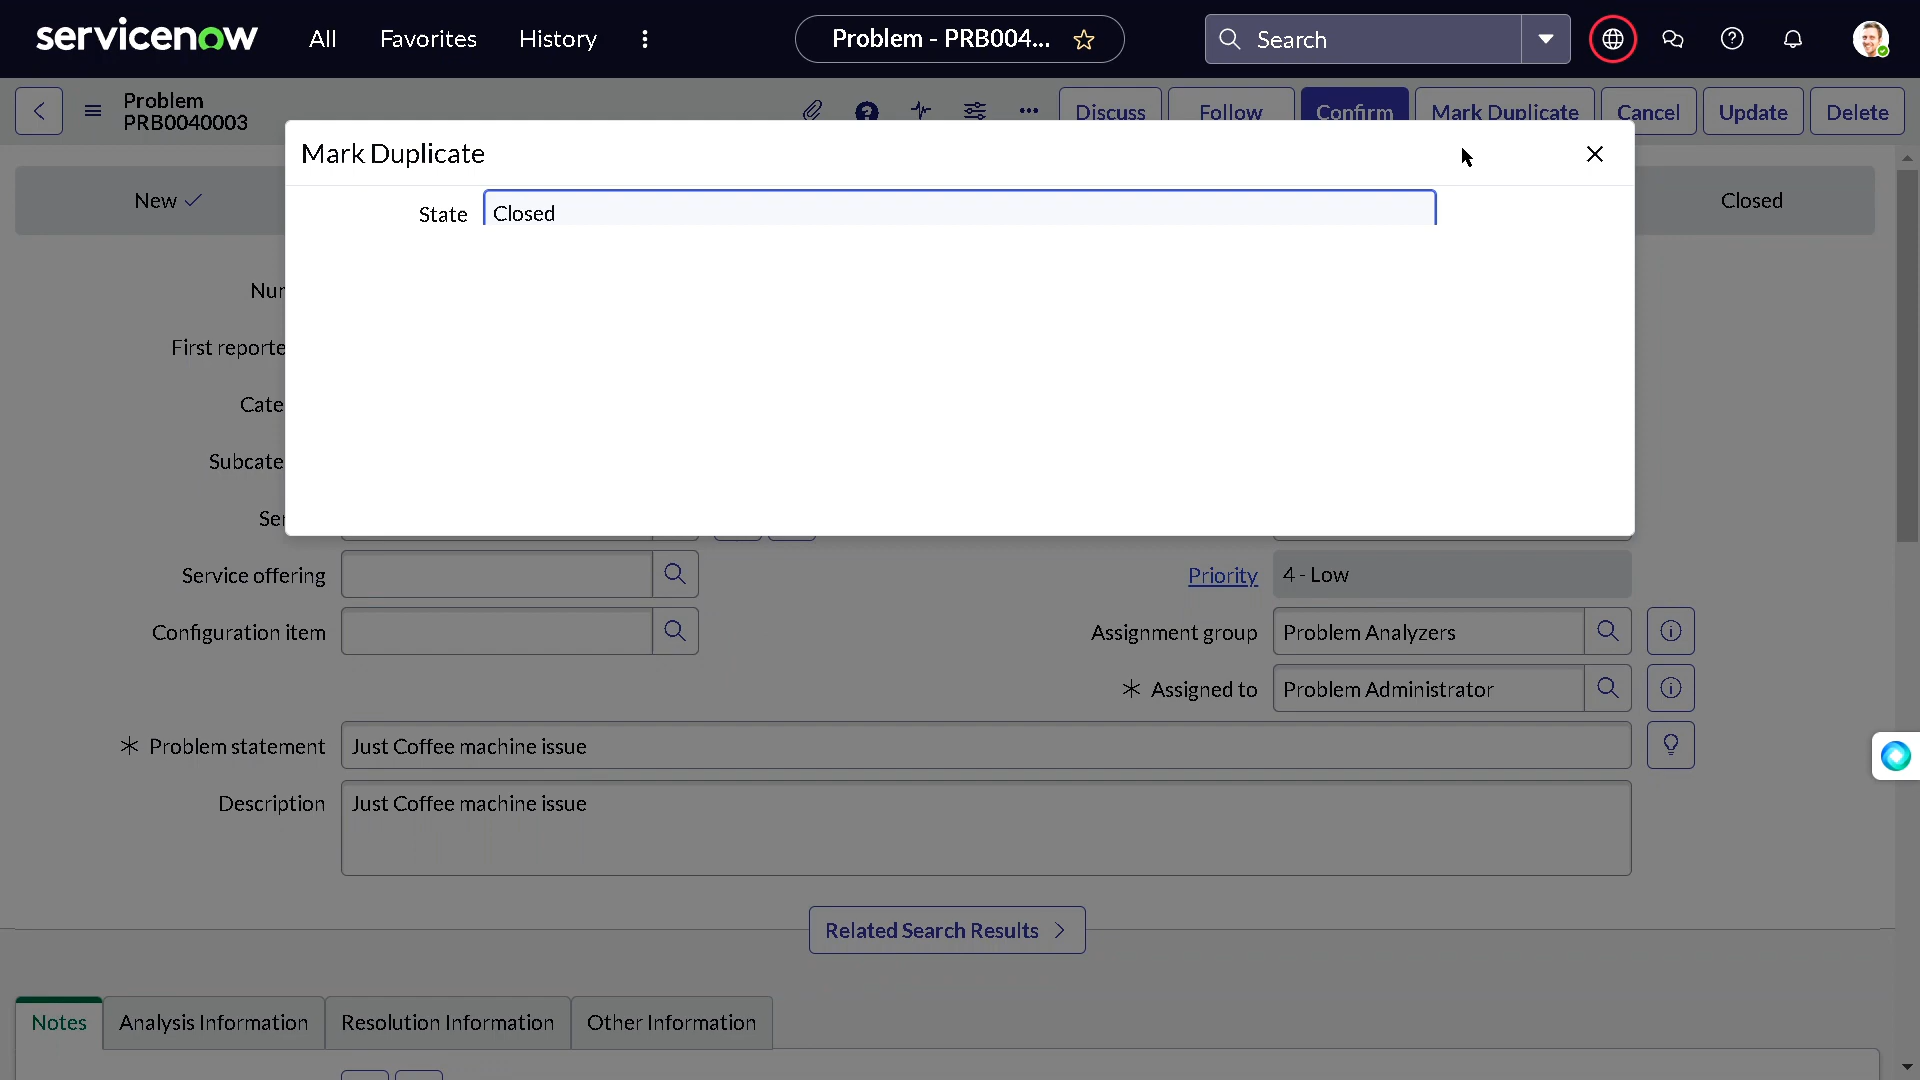 servicenow
All
Favorites
History
Problem - PRB004...
Search
Problem
PRB0040003
Discuss
Follow
Confirm
Mark Duplicate
Cancel
Update
Delete
Mark Duplicate
New
Closed
State
Closed
Num
First reporte
Cate
Subcate
Ser
Service offering
Priority
4 - Low
Configuration item
Assignment group
Problem Analyzers
Assigned to
Problem Administrator
Problem statement
Just Coffee machine issue
Description
Just Coffee machine issue
Related Search Results
Notes
Analysis Information
Resolution Information
Other Information